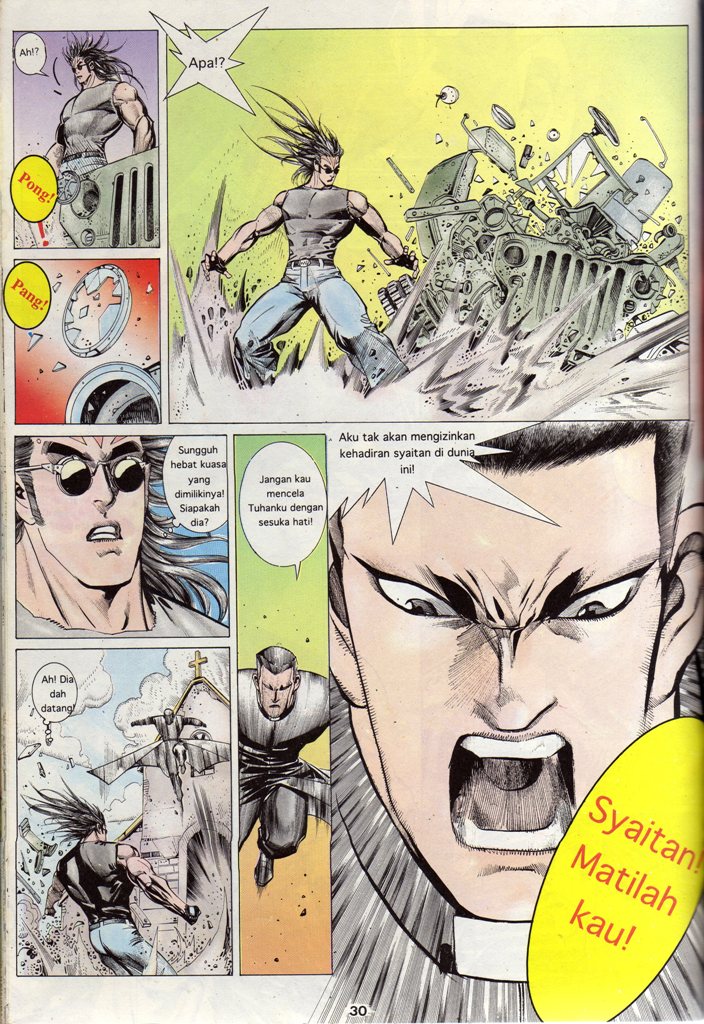 Ah!?
Pong!
Pang!
Apa!?
Sungguh
hebat kuasa
yang
dimilikinya!
Siapakah
dia?
Ah! Dia
dah
datang!
Jangan kau
mencela
Tuhanku dengan
sesuka hati!
Aku tak akan mengizinkan
kehadiran syaitan di dunia
ini!
Syaitan!
Matilah
kau!
30